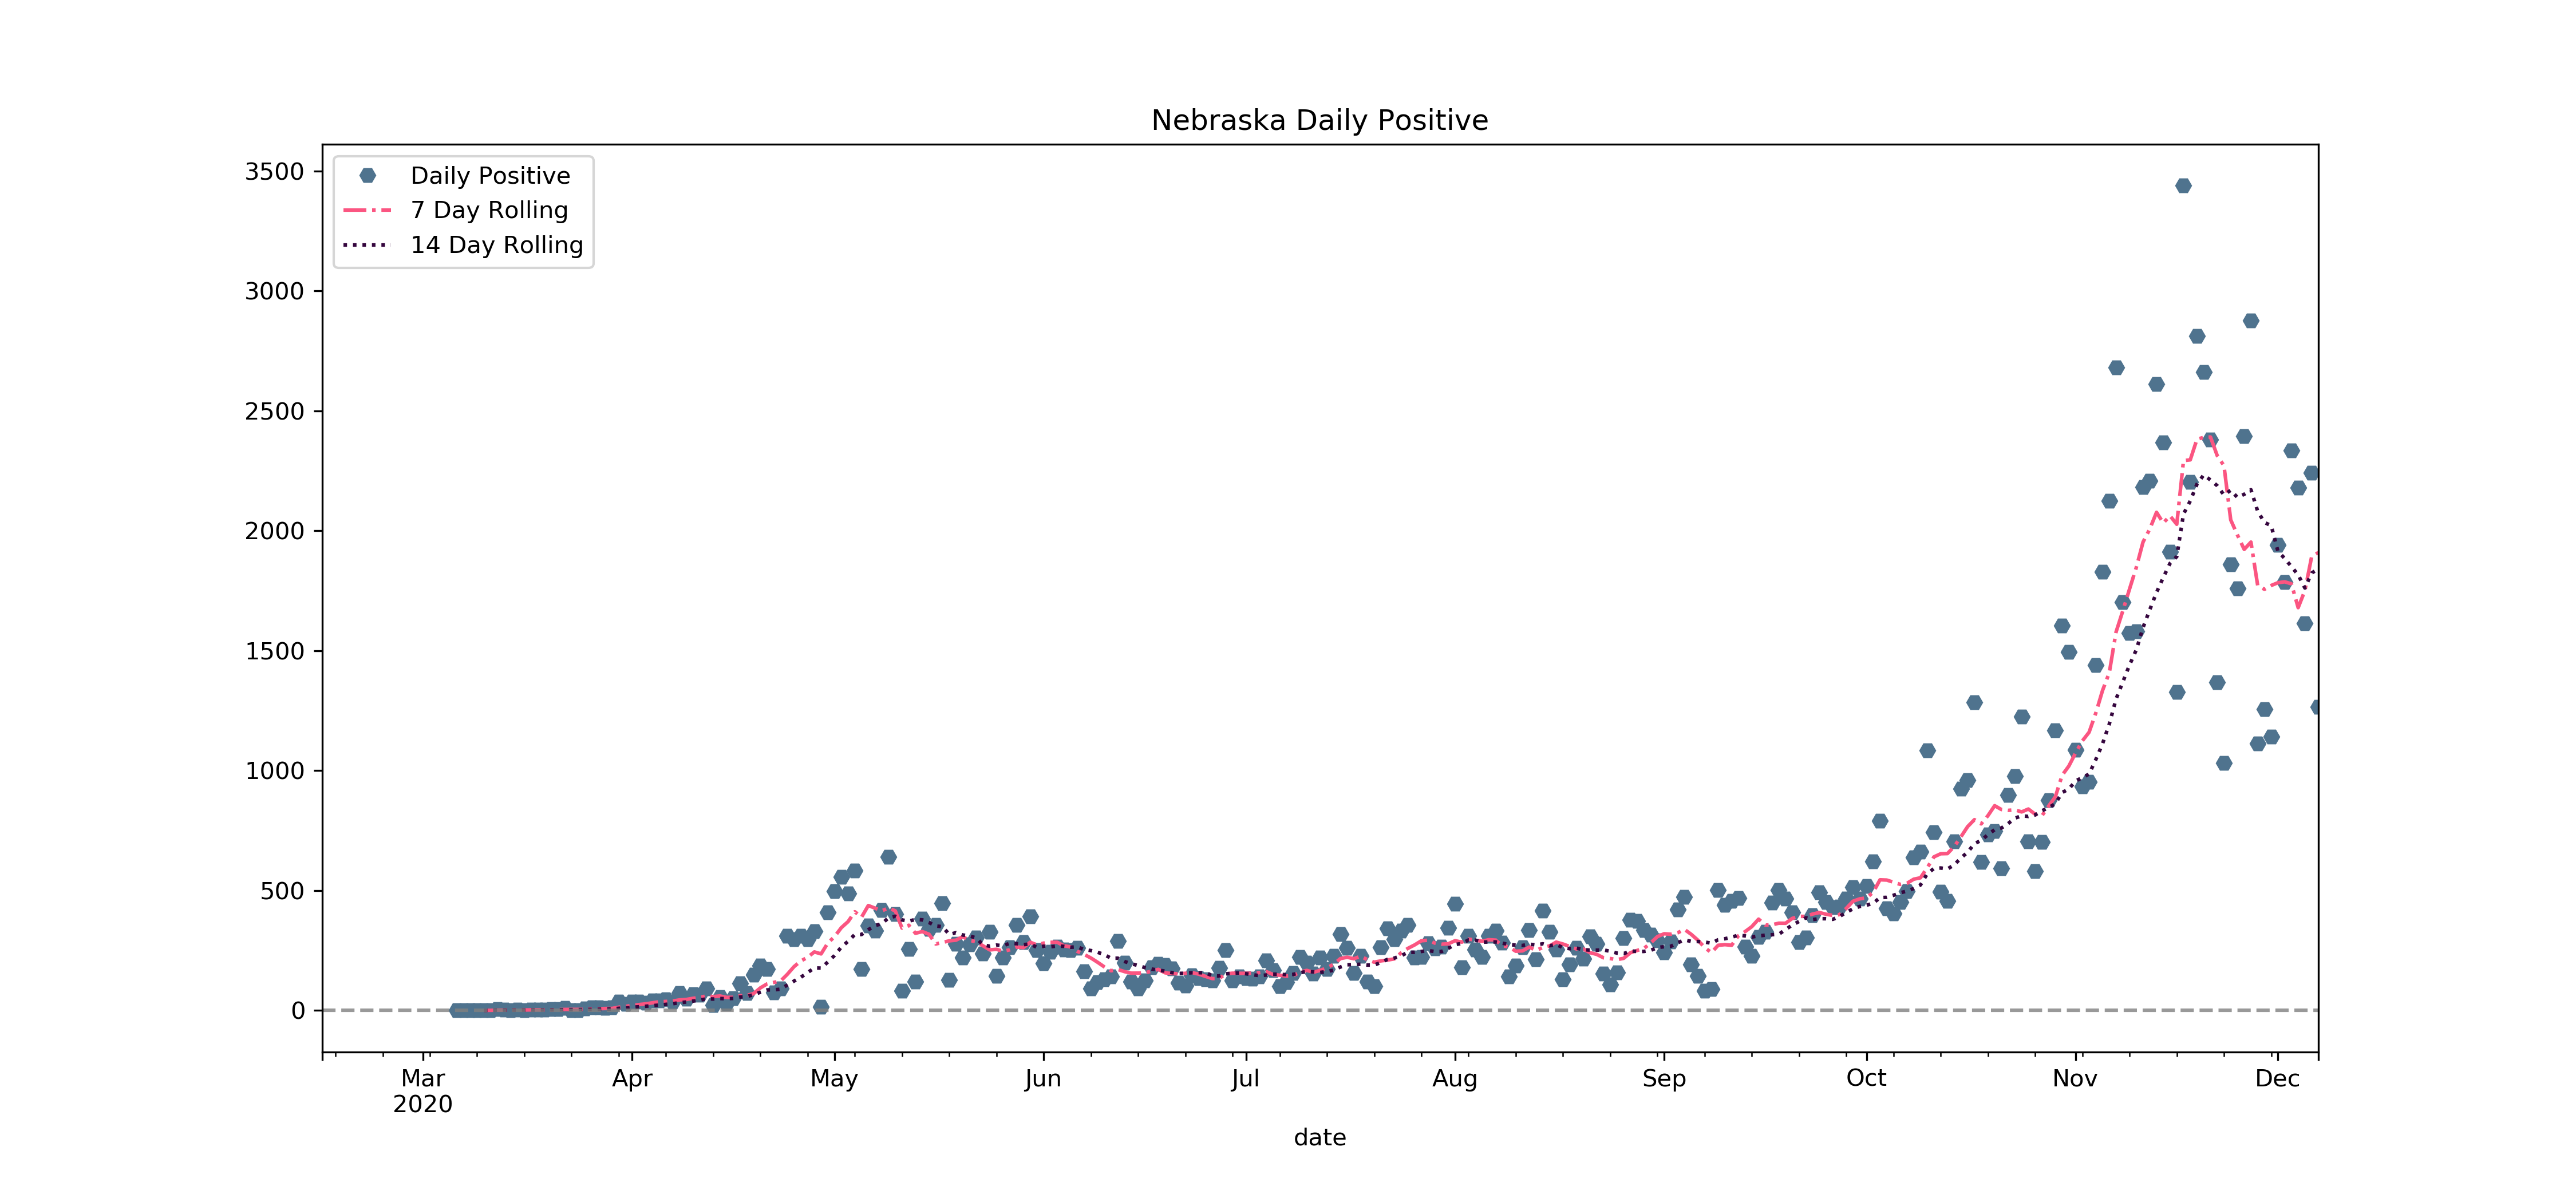 Nebraska Daily Positive
3500
3000
2500
2000
1500
1000
500
0
Daily Positive
7 Day Rolling
14 Day Rolling
Mar Apr May Jun Jul Aug Sep Oct Nov Dec
2020
date